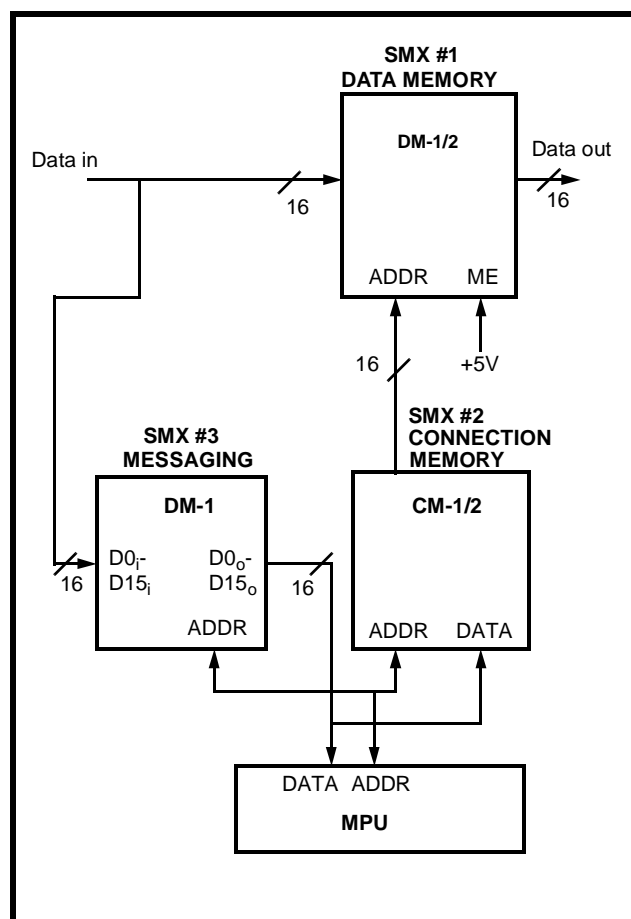 SMX #1
DATA MEMORY
DM-1/2
Data in
Data out
16
16
ADDR ME
16
+5V
SMX #2
CONNECTION
MEMORY
SMX #3
MESSAGING
DM-1
CM-1/2
D0i- D0o-
D15i D15o
16
16
ADDR
ADDR DATA
DATA ADDR
MPU